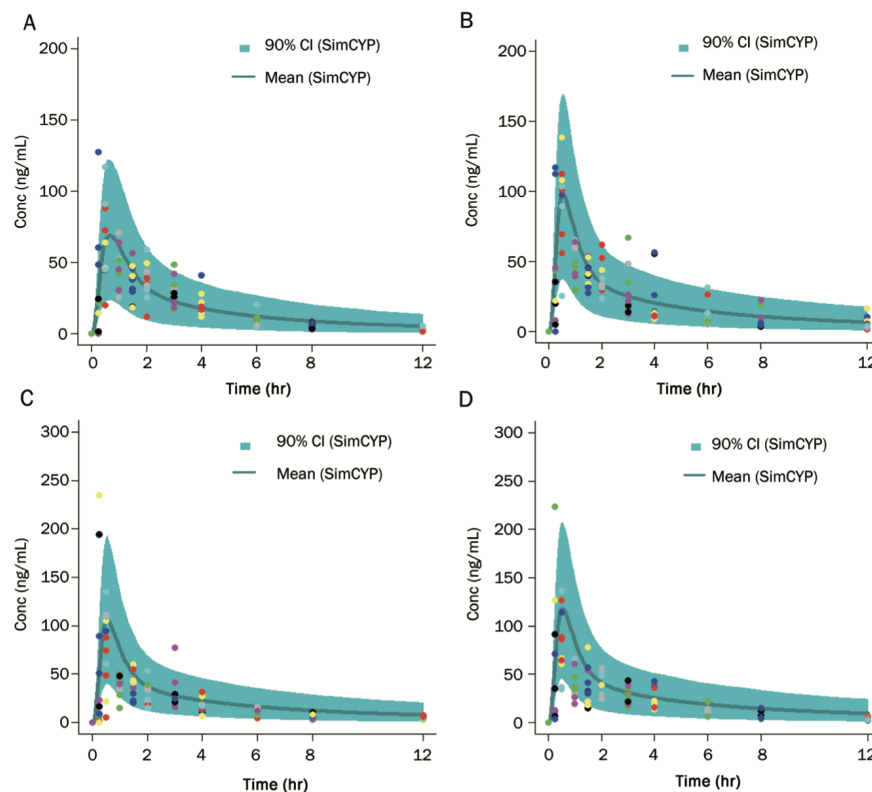 A
90% CI (SimCYP)
Mean (SimCYP)
Conc (ng/mL)
200
150
100
50
0
0 2 4 6 8 12
Time (hr)
B
90% CI (SimCYP)
Mean (SimCYP)
Conc (ng/mL)
200
150
100
50
0
0 2 4 6 8 12
Time (hr)
C
90% CI (SimCYP)
Mean (SimCYP)
Conc (ng/mL)
300
250
200
150
100
50
0
0 2 4 6 8 12
Time (hr)
D
90% CI (SimCYP)
Mean (SimCYP)
Conc (ng/mL)
300
250
200
150
100
50
0
0 2 4 6 8 12
Time (hr)